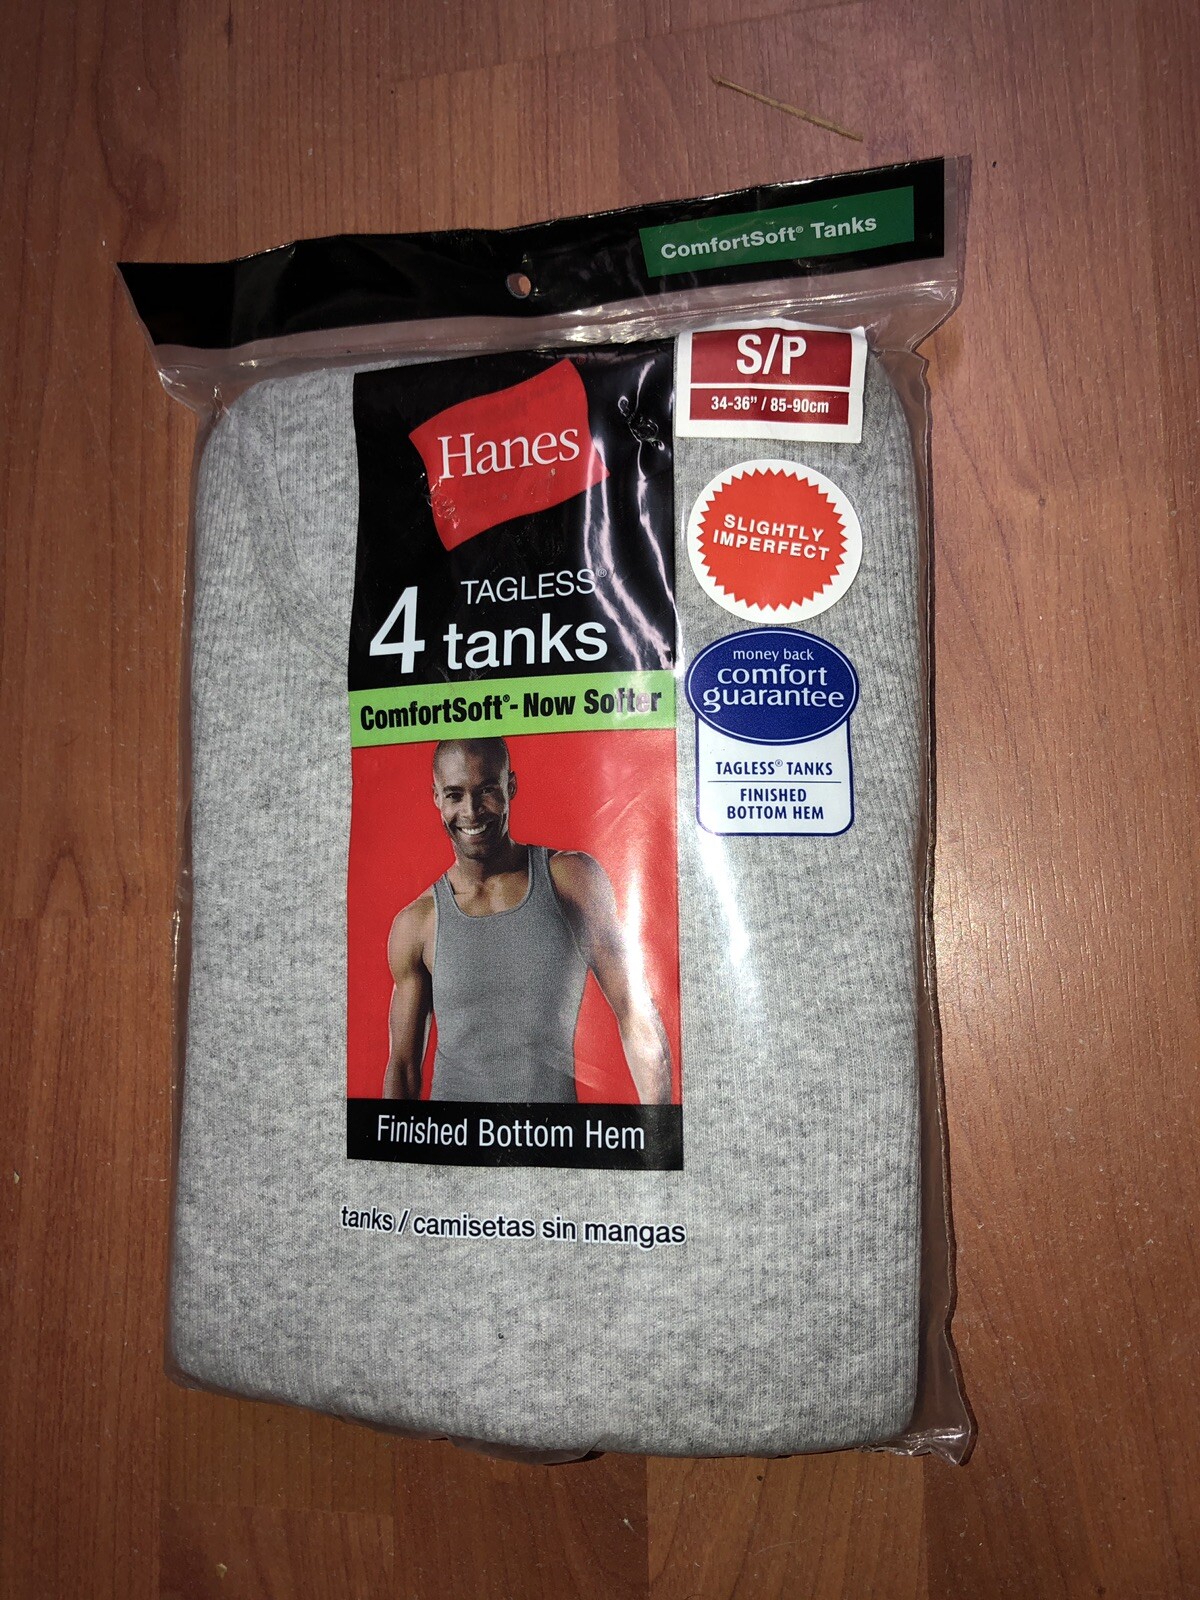 ComfortSoft® Tanks
S/P
34-36" / 85-90cm
Hanes
SLIGHTLY
IMPERFECT
TAGLESS®
4 tanks
ComfortSoft®- Now Softer
money back
comfort
guarantee
TAGLESS® TANKS
FINISHED
BOTTOM HEM
Finished Bottom Hem
tanks / camisetas sin mangas